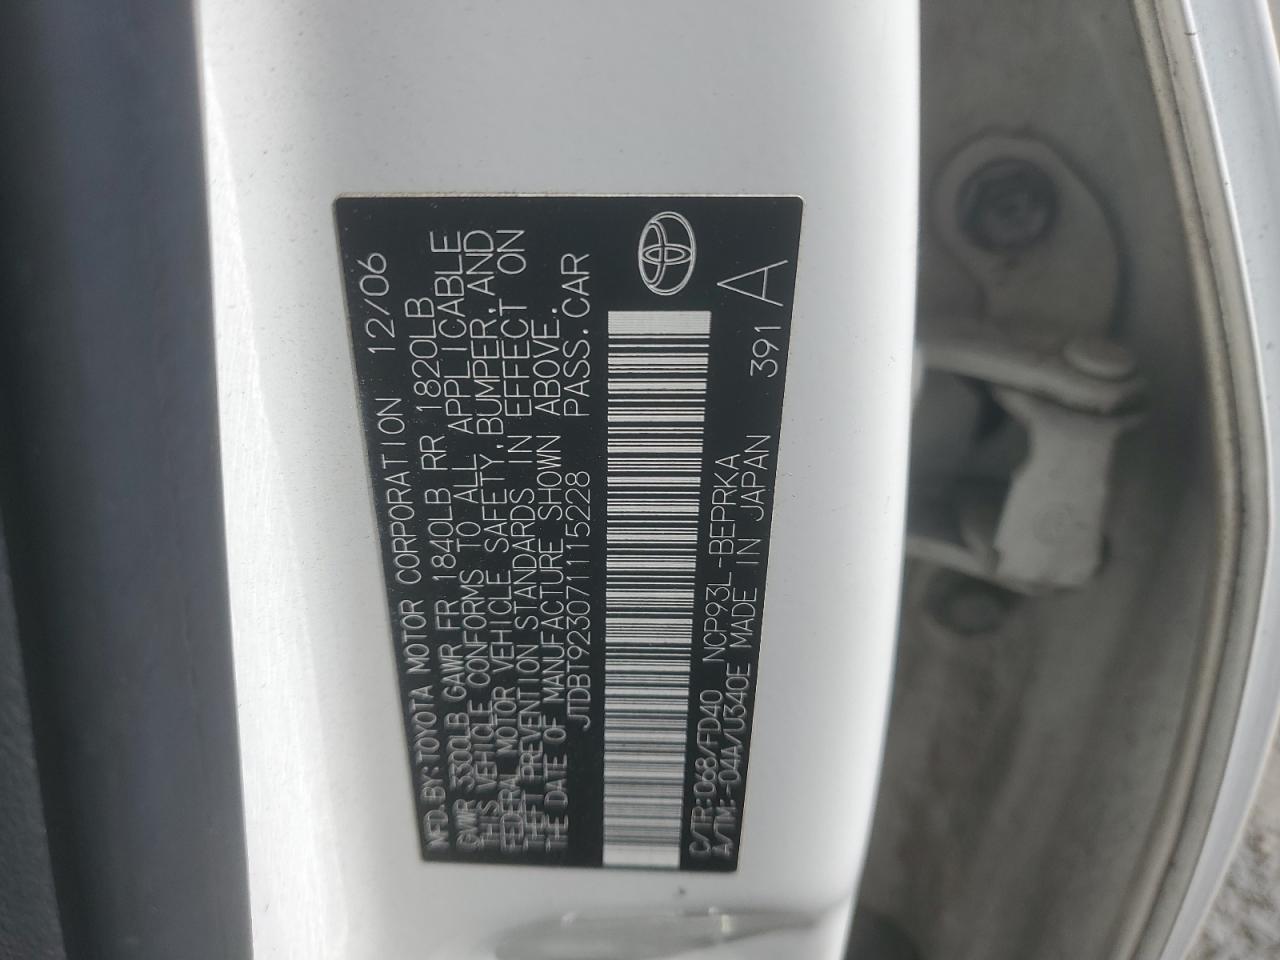 MFD.BY:TOYOTA MOTOR CORPORATION 12/06
GVWR 3300LB GAWR FR 1840LB RR 1820LB
THIS VEHICLE CONFORMS TO ALL APPLICABLE
FEDERAL MOTOR VEHICLE SAFETY,BUMPER,AND
THEFT PREVENTION STANDARDS IN EFFECT ON
THE DATE OF MANUFACTURE SHOWN ABOVE.
JTDBT923071115228 PASS.CAR
C/TR:068/FD40 NCP93L-BEPRKA 391 A
A/TM:-04A/U340E MADE IN JAPAN